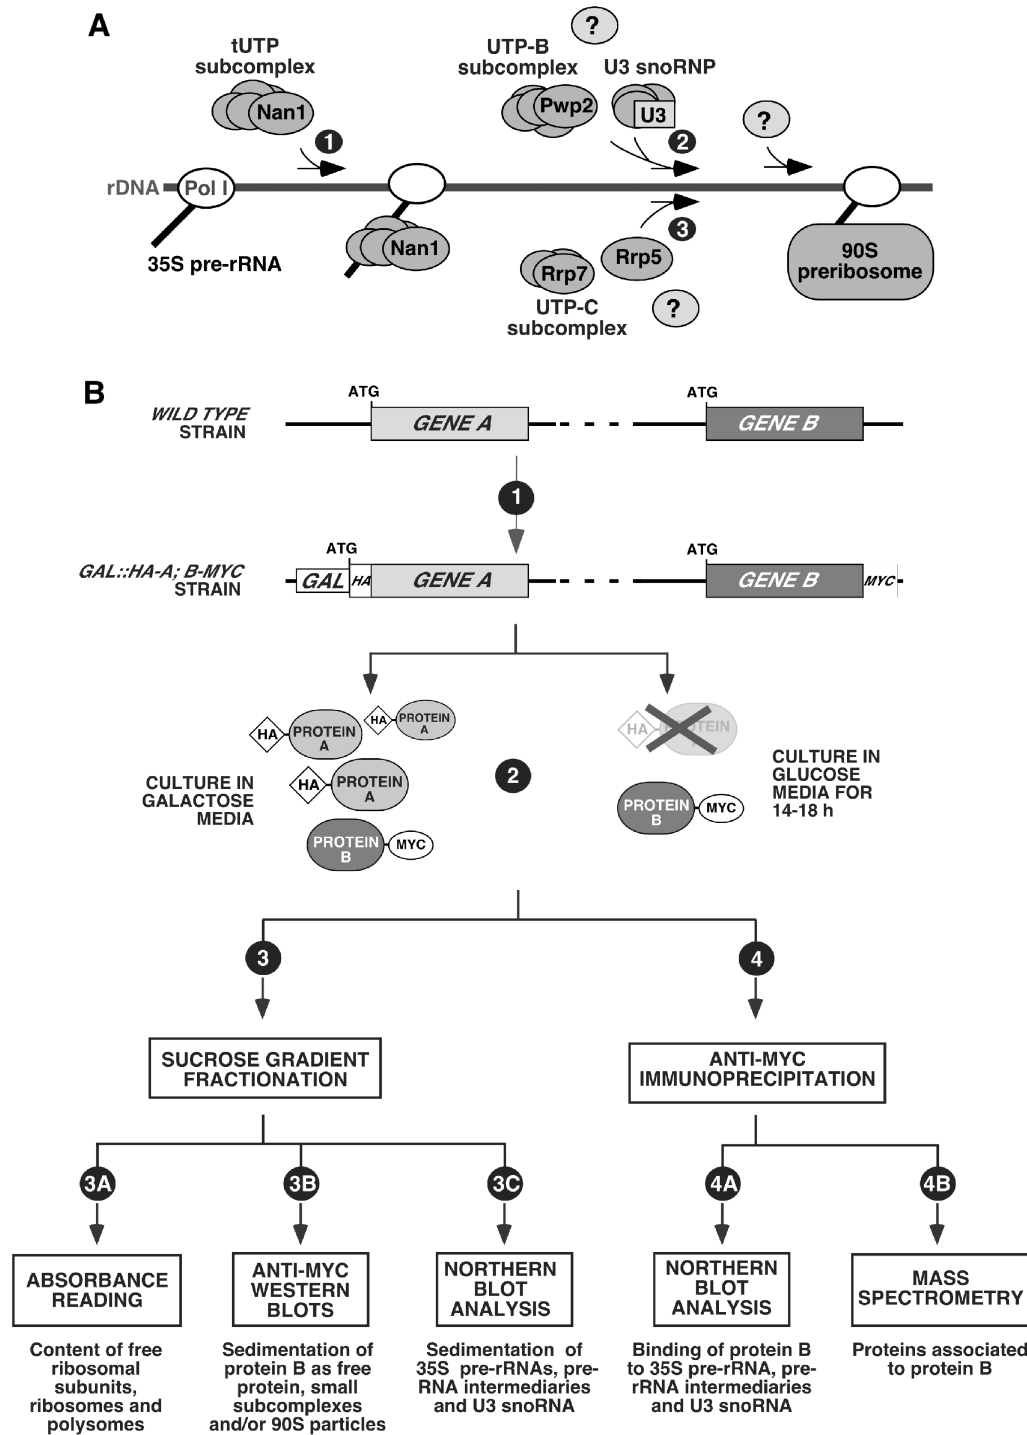 A
tUTP
subcomplex
Nan1
1
UTP-B
subcomplex
Pwp2
?
U3 snoRNP
U3
2
?
rDNA
Pol I
35S pre-rRNA
Nan1
3
Rrp5
Rrp7
UTP-C
subcomplex
?
90S
preribosome
B
WILD TYPE
STRAIN
ATG
GENE A
ATG
GENE B
1
GAL::HA-A; B-MYC
STRAIN
ATG
GAL
HA
GENE A
ATG
GENE B
MYC
HA
PROTEIN
A
HA
PROTEIN
A
HA
PROTEIN
A
PROTEIN
B
MYC
CULTURE IN
GALACTOSE
MEDIA
2
HA
PROTEIN
A
PROTEIN
B
MYC
CULTURE IN
GLUCOSE
MEDIA FOR
14-18 h
3
4
SUCROSE GRADIENT
FRACTIONATION
ANTI-MYC
IMMUNOPRECIPITATION
3A
3B
3C
4A
4B
ABSORBANCE
READING
ANTI-MYC
WESTERN
BLOTS
NORTHERN
BLOT
ANALYSIS
NORTHERN
BLOT
ANALYSIS
MASS
SPECTROMETRY
Content of free
ribosomal
subunits,
ribosomes and
polysomes
Sedimentation of
protein B as free
protein, small
subcomplexes
and/or 90S particles
Sedimentation of
35S pre-rRNAs, pre-
RNA intermediaries
and U3 snoRNA
Binding of protein B
to 35S pre-rRNA, pre-
rRNA intermediaries
and U3 snoRNA
Proteins associated
to protein B